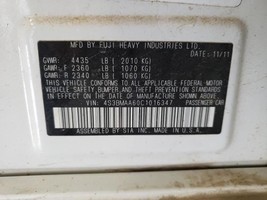 MFD BY FUJI HEAVY INDUSTRIES LTD.
DATE 11/11
GVWR: 4435 LB ( 2010 KG)
GAWR F 2360 LB ( 1070 KG)
GAWR R 2340 LB ( 1060 KG)
THIS VEHICLE CONFORMS TO ALL APPLICABLE FEDERAL MOTOR
VEHICLE SAFETY, BUMPER, AND THEFT PREVENTION STANDARDS IN
EFFECT ON THE DATE OF MANUFACTURE SHOWN ABOVE.
VIN: 4S3BMAA60C1016347 PASSENGER CAR
ASSEMBLED BY SIA INC. IN U.S.A.